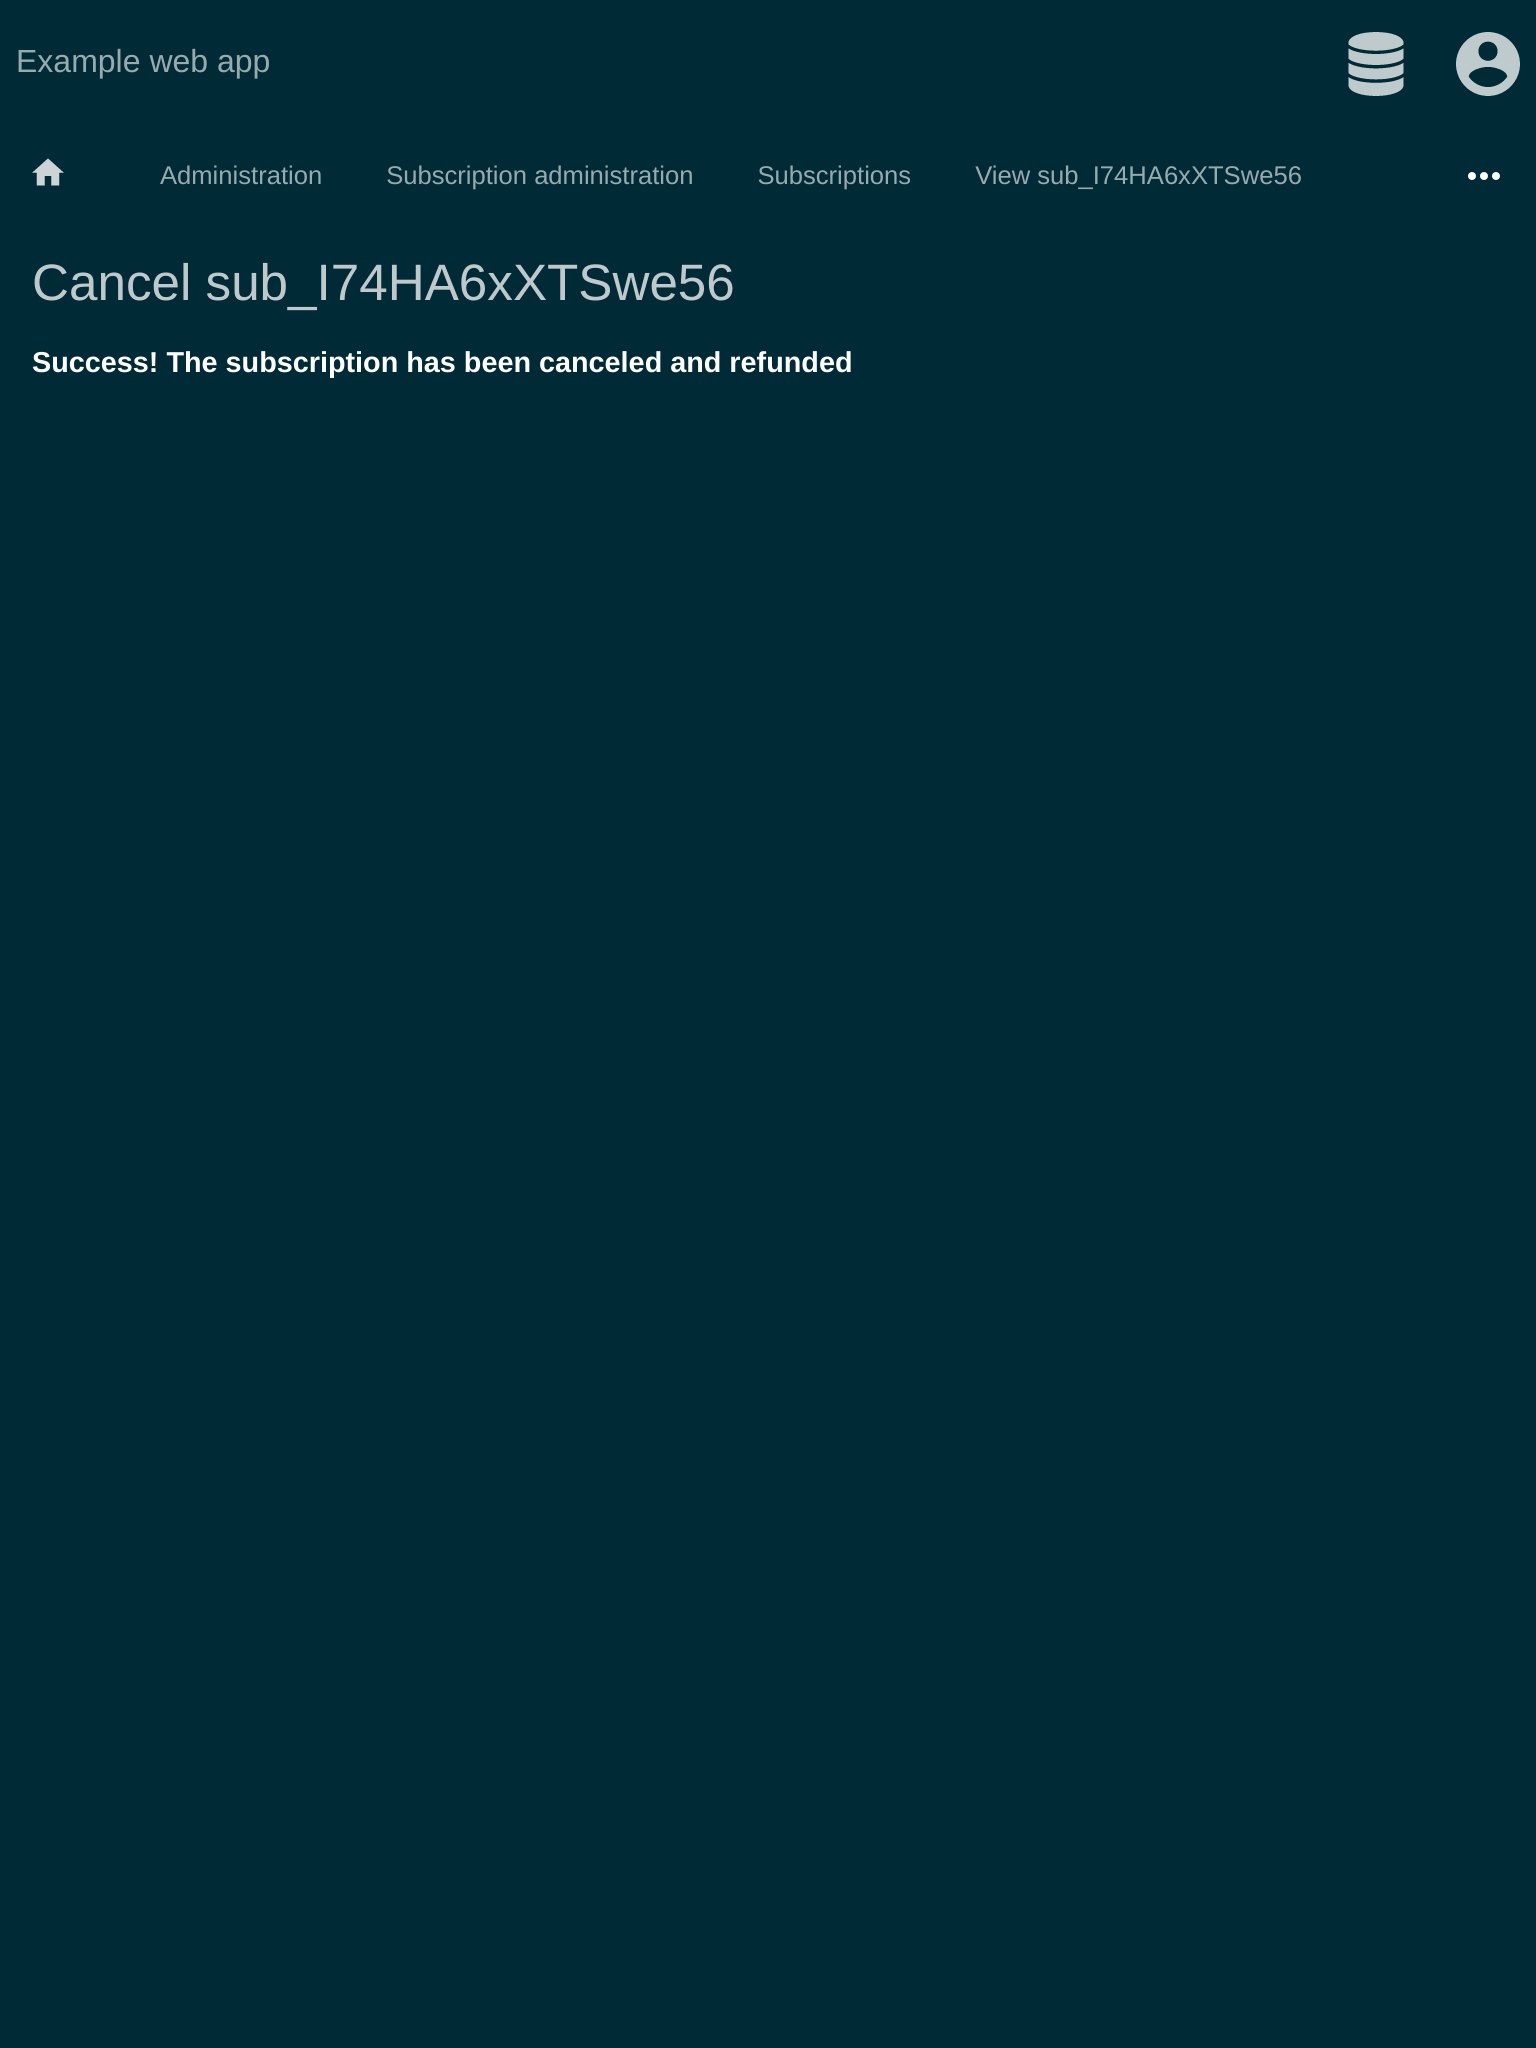 Example web app
Administration Subscription administration Subscriptions View sub_I74HA6xXTSwe56
Cancel sub_I74HA6xXTSwe56
Success! The subscription has been canceled and refunded